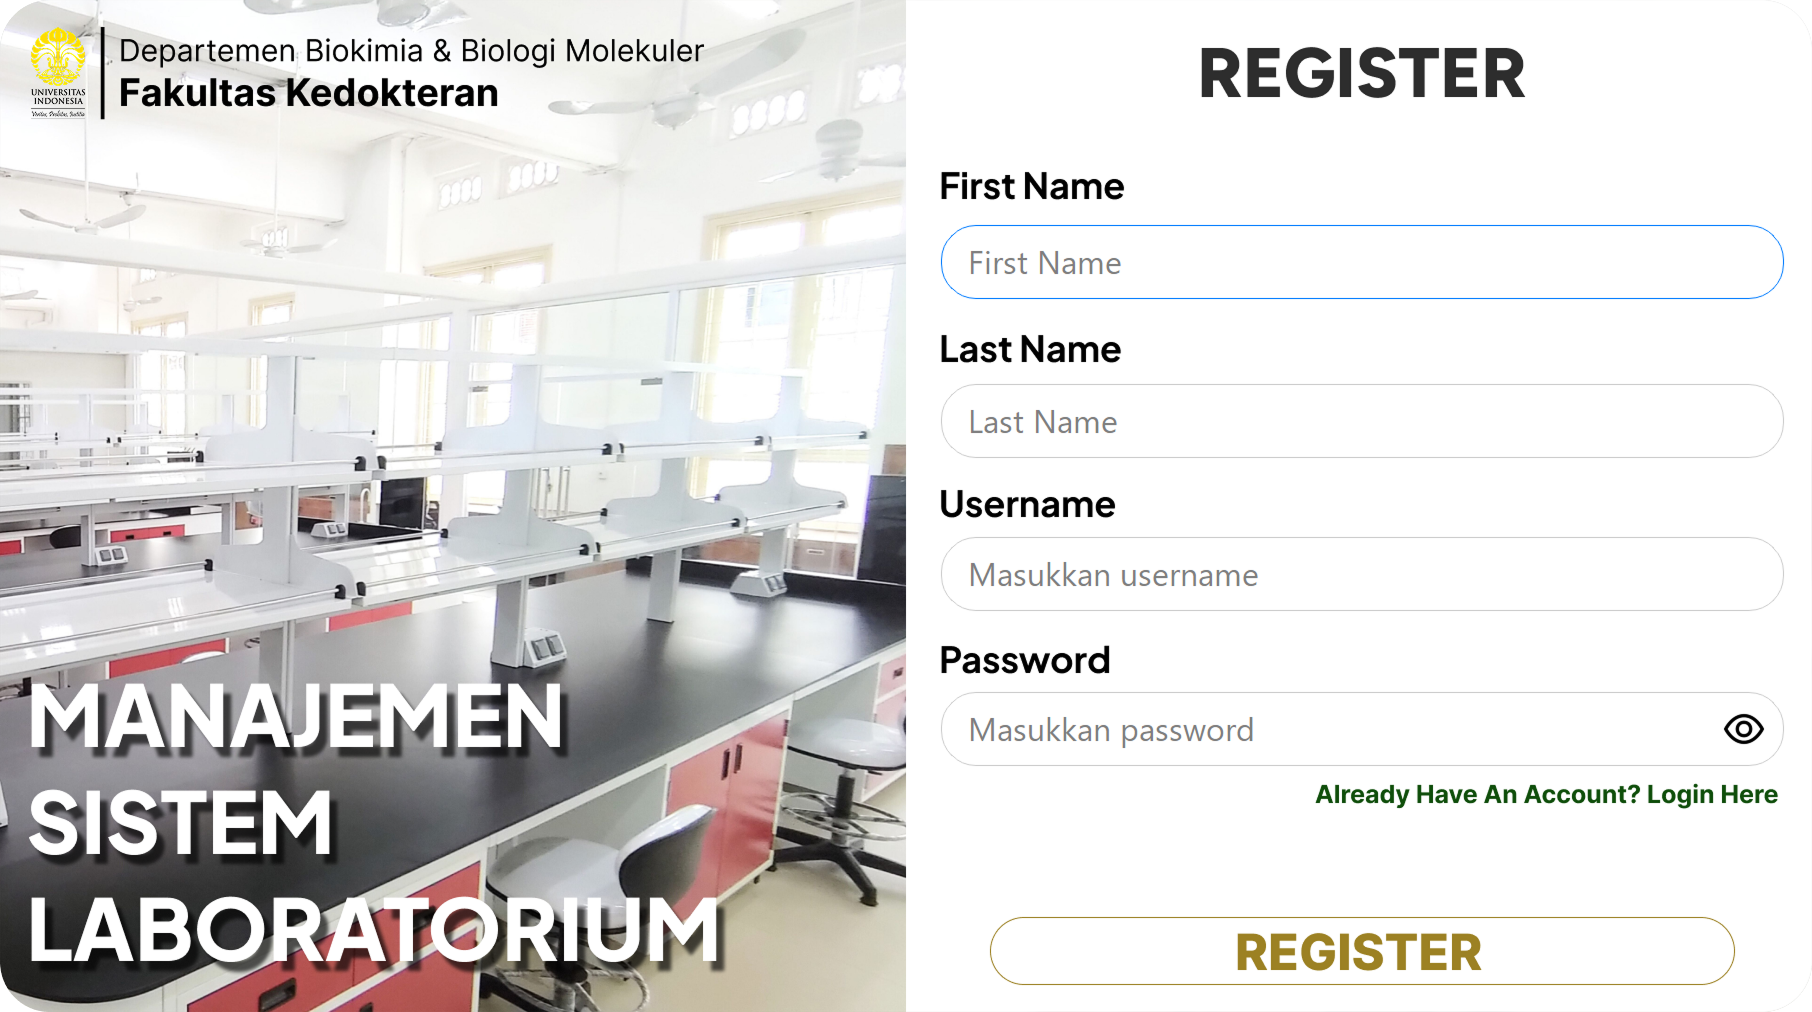 UNIVERSITAS
INDONESIA
Veritas, Probitas, Iustitia
Departemen Biokimia & Biologi Molekuler
Fakultas Kedokteran
MANAJEMEN
SISTEM
LABORATORIUM
REGISTER
First Name
First Name
Last Name
Last Name
Username
Masukkan username
Password
Masukkan password
Already Have An Account? Login Here
REGISTER